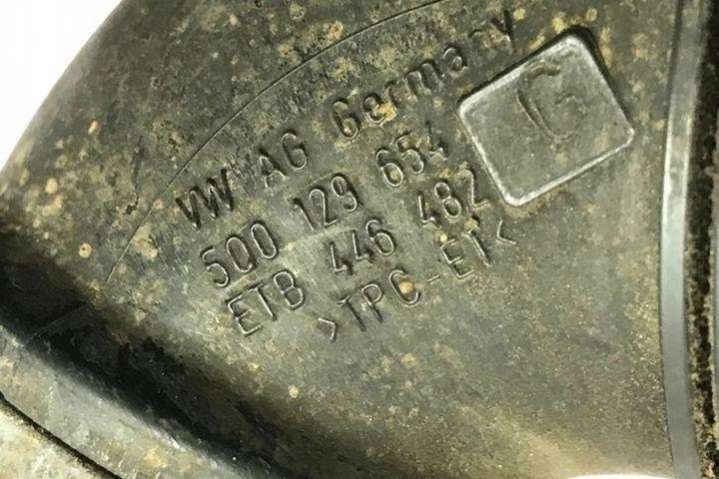 VW AG Germany
5Q0 129 654
ETB 446 482
>TPC-ET<
G